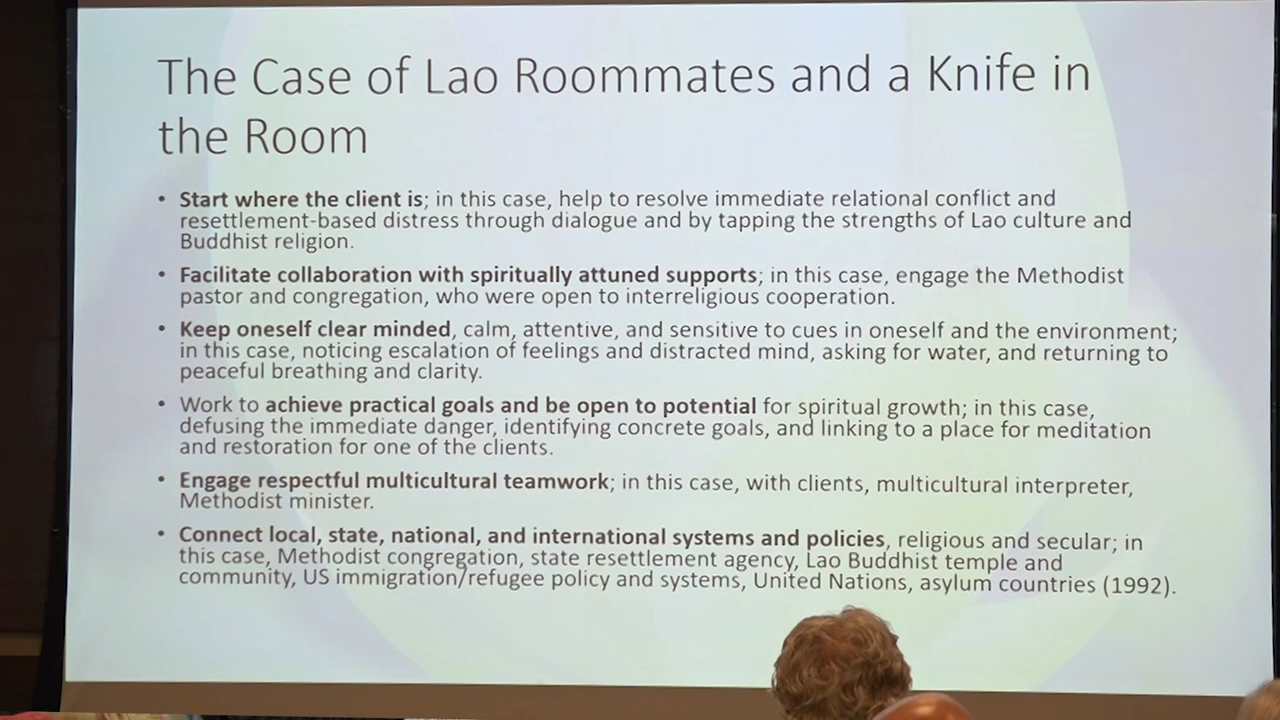 The Case of Lao Roommates and a Knife in
the Room
• Start where the client is; in this case, help to resolve immediate relational conflict and
resettlement-based distress through dialogue and by tapping the strengths of Lao culture and
Buddhist religion.
• Facilitate collaboration with spiritually attuned supports; in this case, engage the Methodist
pastor and congregation, who were open to interreligious cooperation.
• Keep oneself clear minded, calm, attentive, and sensitive to cues in oneself and the environment;
in this case, noticing escalation of feelings and distracted mind, asking for water, and returning to
peaceful breathing and clarity.
• Work to achieve practical goals and be open to potential for spiritual growth; in this case,
defusing the immediate danger, identifying concrete goals, and linking to a place for meditation
and restoration for one of the clients.
• Engage respectful multicultural teamwork; in this case, with clients, multicultural interpreter,
Methodist minister.
• Connect local, state, national, and international systems and policies, religious and secular; in
this case, Methodist congregation, state resettlement agency, Lao Buddhist temple and
community, US immigration/refugee policy and systems, United Nations, asylum countries (1992).